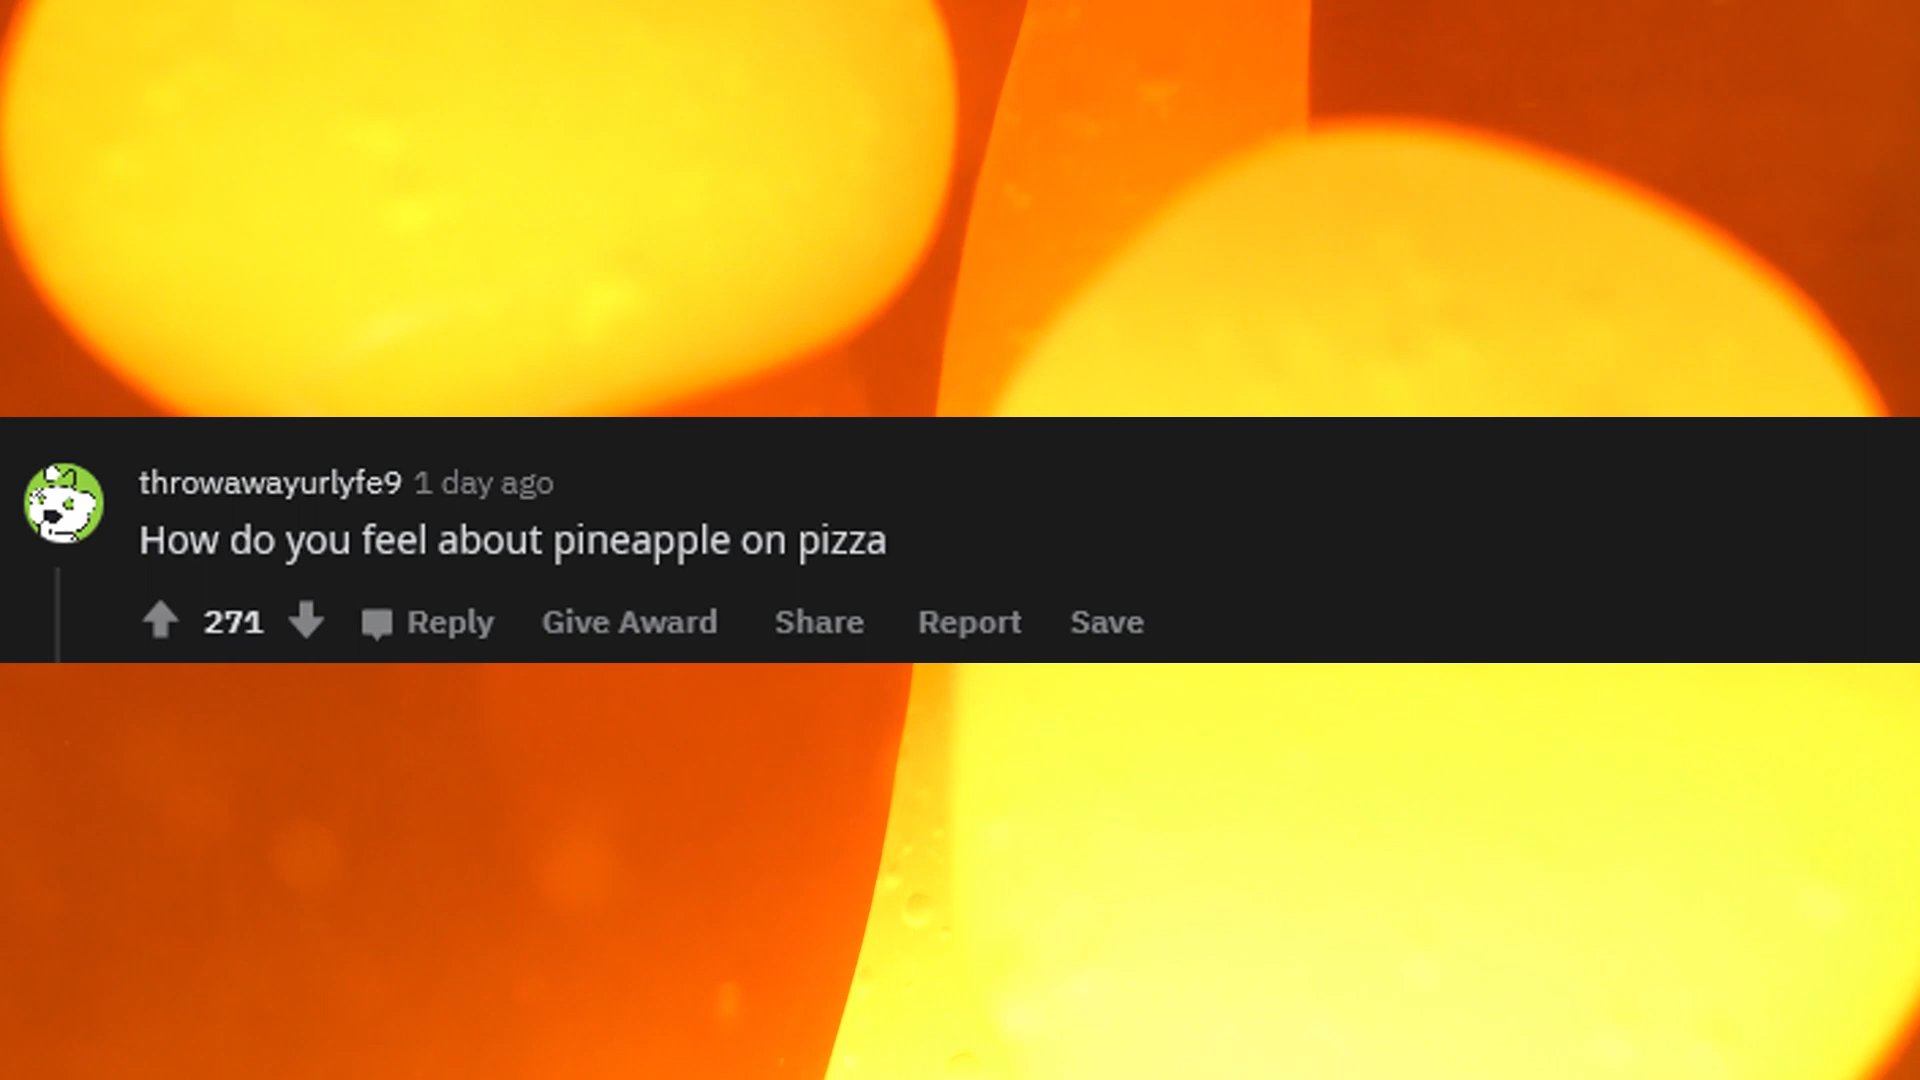 throwawayurlyfe9 1 day ago
How do you feel about pineapple on pizza
271 Reply Give Award Share Report Save